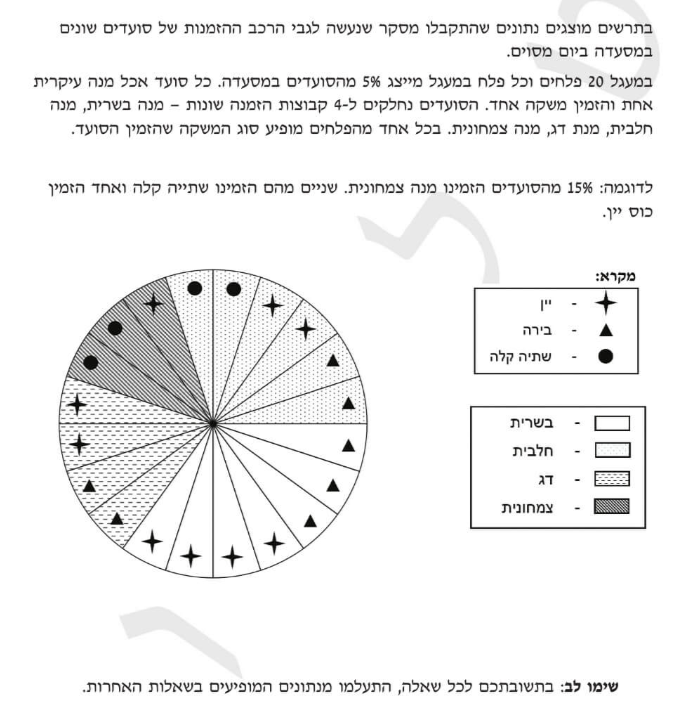 בתרשים מוצגים נתונים שהתקבלו מסקר שנעשה לגבי הרכב ההזמנות של סועדים שונים
במסעדה ביום מסוים.
במעגל 20 פלחים וכל פלח במעגל מייצג 5% מהסועדים במסעדה. כל סועד אכל מנה עיקרית
אחת והזמין משקה אחד. הסועדים נחלקים ל-4 קבוצות הזמנה שונות – מנה בשרית, מנה
חלבית, מנת דג, מנה צמחונית. בכל אחד מהפלחים מופיע סוג המשקה שהזמין הסועד.
לדוגמה: 15% מהסועדים הזמינו מנה צמחונית. שניים מהם הזמינו שתייה קלה ואחד הזמין
כוס יין.
מקרא:
- יין
- בירה
- שתיה קלה
- בשרית
- חלבית
- דג
- צמחונית
שימו לב: בתשובתכם לכל שאלה, התעלמו מנתונים המופיעים בשאלות האחרות.